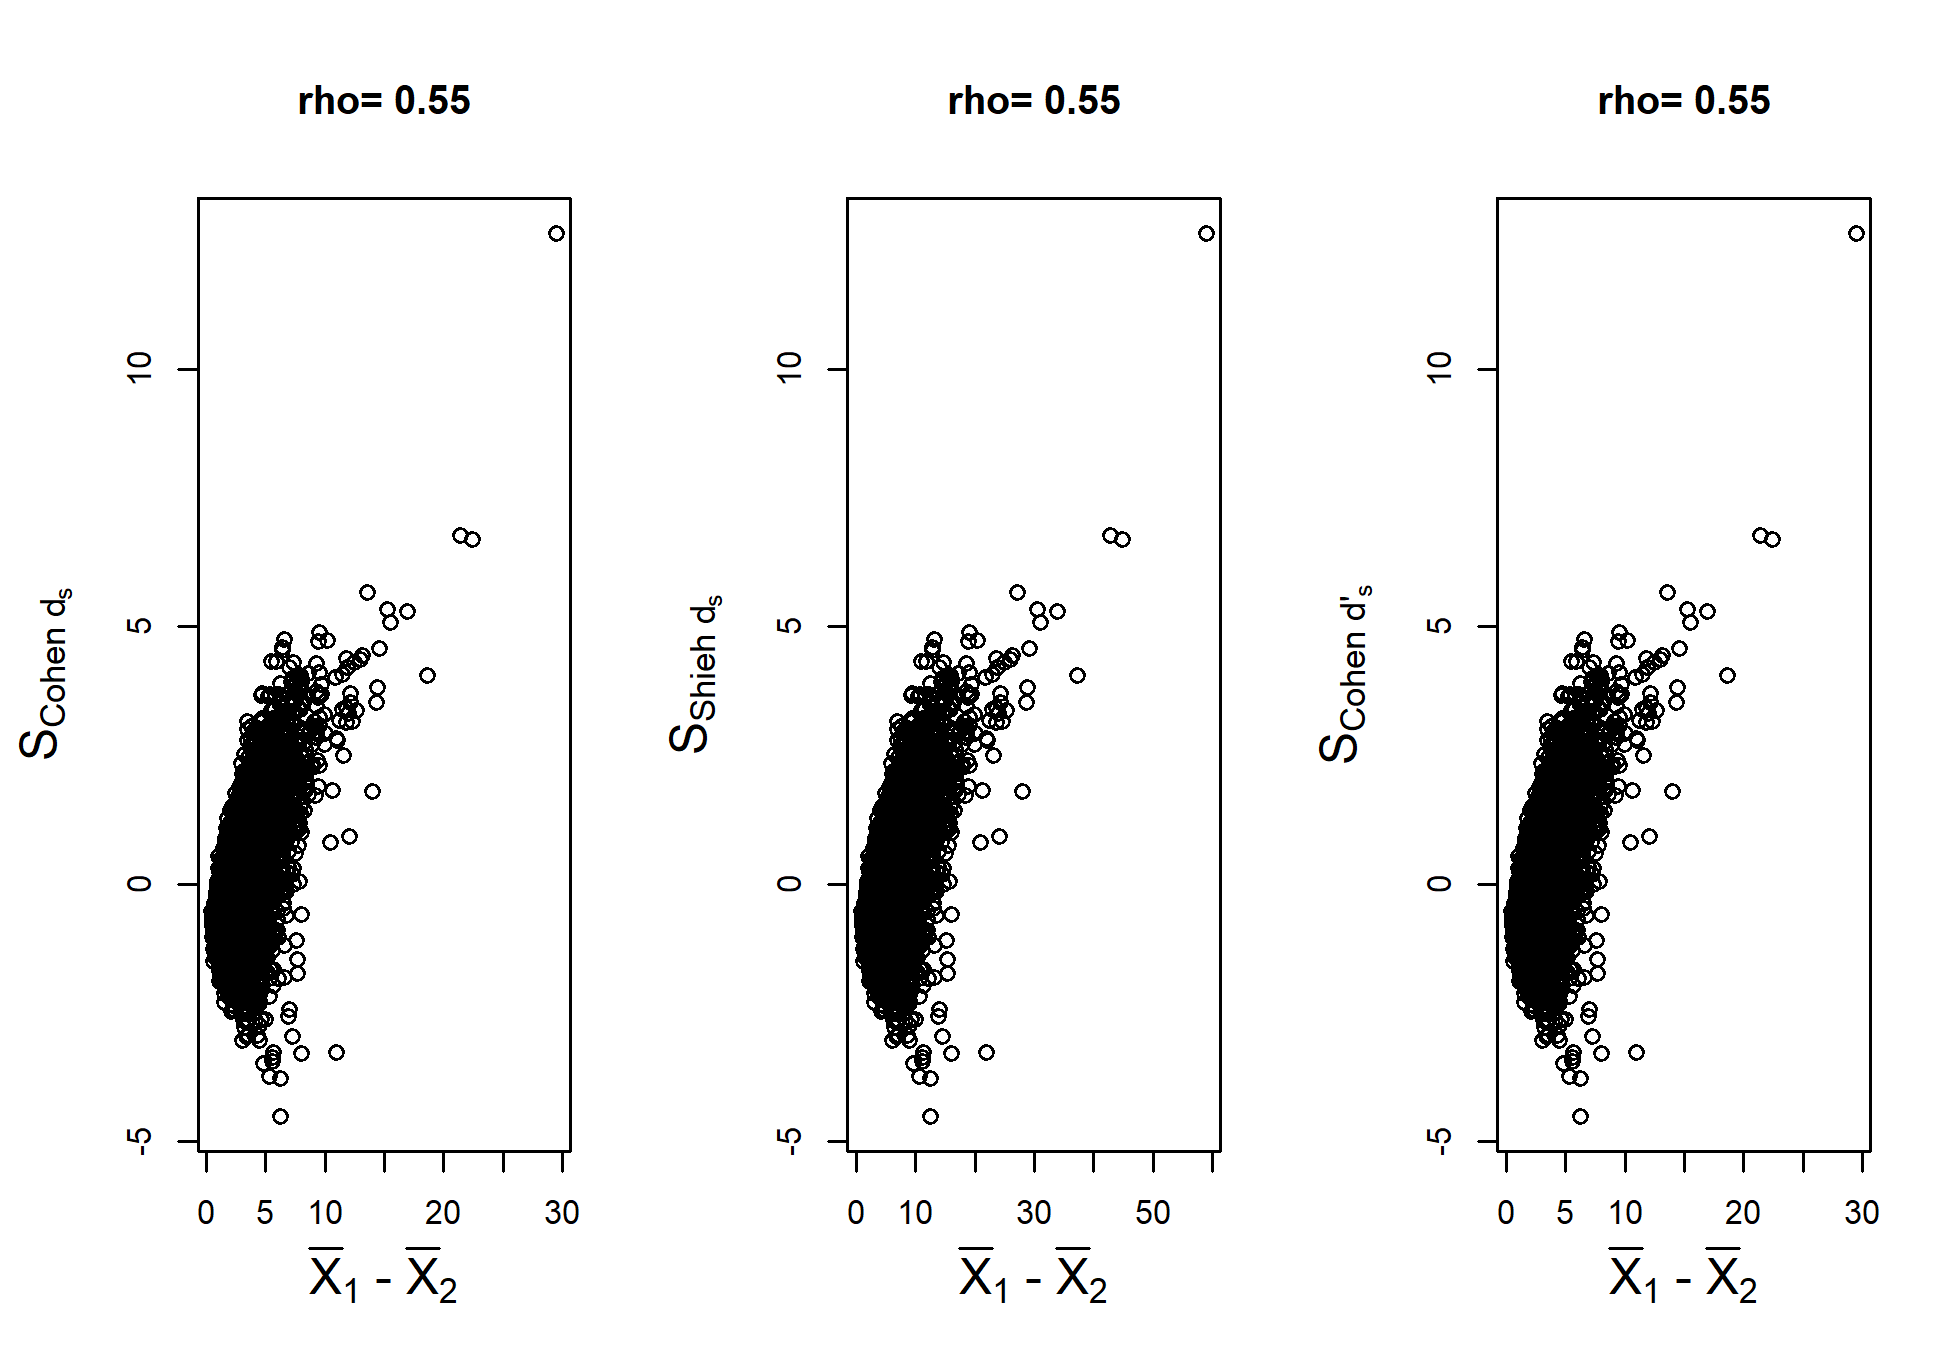 rho= 0.55
10
5
0
-5
S_Cohen d_s
0 5 10 20 30
X̅₁ - X̅₂
rho= 0.55
10
5
0
-5
S_Shieh d_s
0 10 30 50
X̅₁ - X̅₂
rho= 0.55
10
5
0
-5
S_Cohen d'_s
0 5 10 20 30
X̅₁ - X̅₂